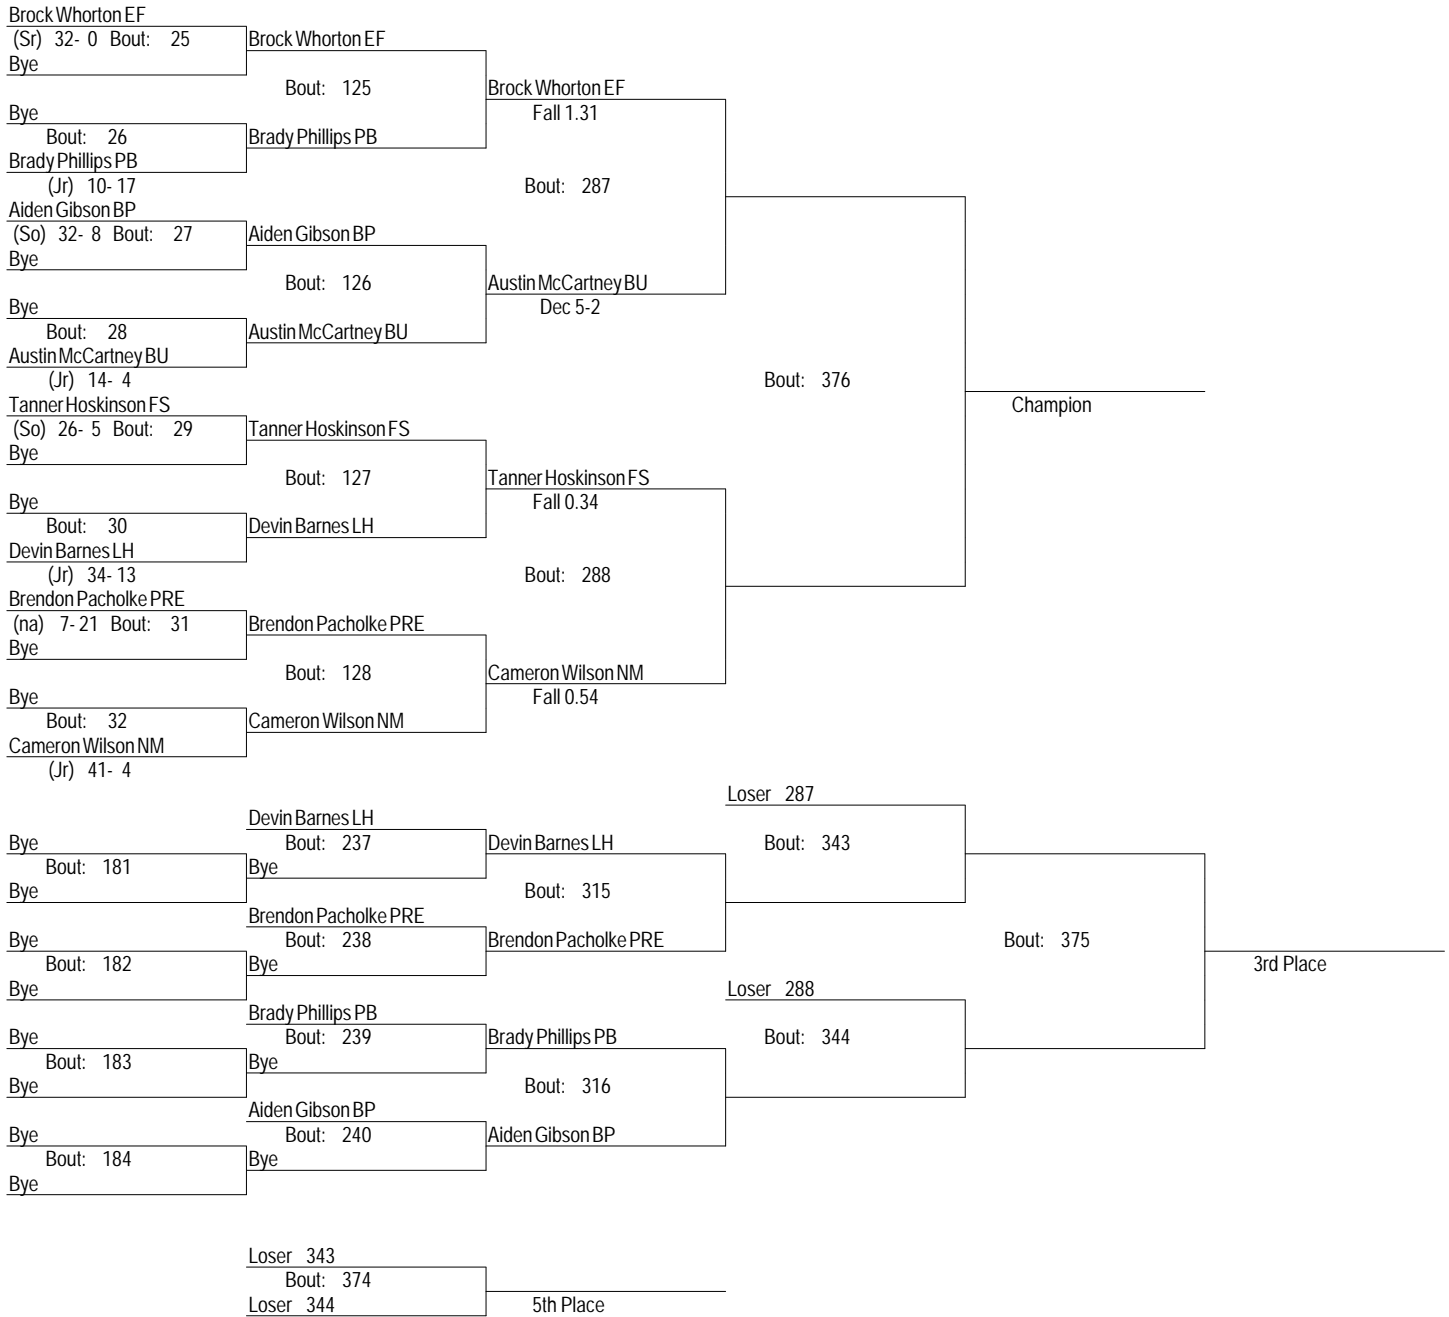 Brock Whorton EF
(Sr) 32- 0 Bout: 25 Brock Whorton EF
Bye
Bout: 125 Brock Whorton EF
Bye Fall 1.31
Bout: 26 Brady Phillips PB
Brady Phillips PB
(Jr) 10- 17 Bout: 287
Aiden Gibson BP
(So) 32- 8 Bout: 27 Aiden Gibson BP
Bye
Bout: 126 Austin McCartney BU
Bye Dec 5-2
Bout: 28 Austin McCartney BU
Austin McCartney BU
(Jr) 14- 4 Bout: 376
Tanner Hoskinson FS Champion
(So) 26- 5 Bout: 29 Tanner Hoskinson FS
Bye
Bout: 127 Tanner Hoskinson FS
Bye Fall 0.34
Bout: 30 Devin Barnes LH
Devin Barnes LH
(Jr) 34- 13 Bout: 288
Brendon Pacholke PRE
(na) 7- 21 Bout: 31 Brendon Pacholke PRE
Bye
Bout: 128 Cameron Wilson NM
Bye Fall 0.54
Bout: 32 Cameron Wilson NM
Cameron Wilson NM
(Jr) 41- 4
Loser 287
Devin Barnes LH
Bye Bout: 237 Devin Barnes LH Bout: 343
Bout: 181 Bye
Bye Bout: 315
Brendon Pacholke PRE
Bye Bout: 238 Brendon Pacholke PRE Bout: 375
Bout: 182 Bye 3rd Place
Bye Loser 288
Brady Phillips PB
Bye Bout: 239 Brady Phillips PB Bout: 344
Bout: 183 Bye
Bye Bout: 316
Aiden Gibson BP
Bye Bout: 240 Aiden Gibson BP
Bout: 184 Bye
Bye
Loser 343
Bout: 374
Loser 344 5th Place